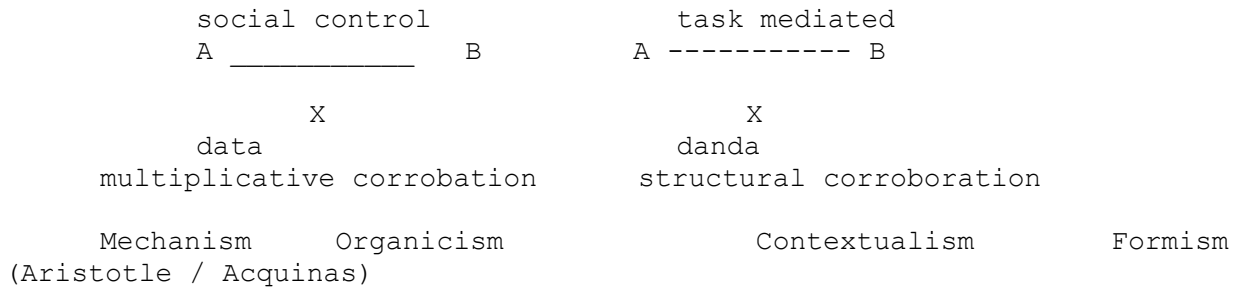 social control task mediated
A ___________ B A ----------- B
X X
data danda
multiplicative corrobation structural corroboration
Mechanism Organicism Contextualism Formism
(Aristotle / Acquinas)